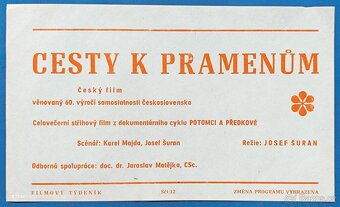 CESTY K PRAMENŮM
Český film
věnovaný 60. výročí samostatnosti Československa
Celovečerní střihový film z dokumentárního cyklu POTOMCI A PŘEDKOVÉ
Scénář: Karel Majda, Josef Šuran
Režie: JOSEF ŠURAN
Odborná spolupráce: doc. dr. Jaroslav Matějka, CSc.
FILMOVÝ TÝDENÍK
ZMĚNA PROGRAMU VYHRAZENA